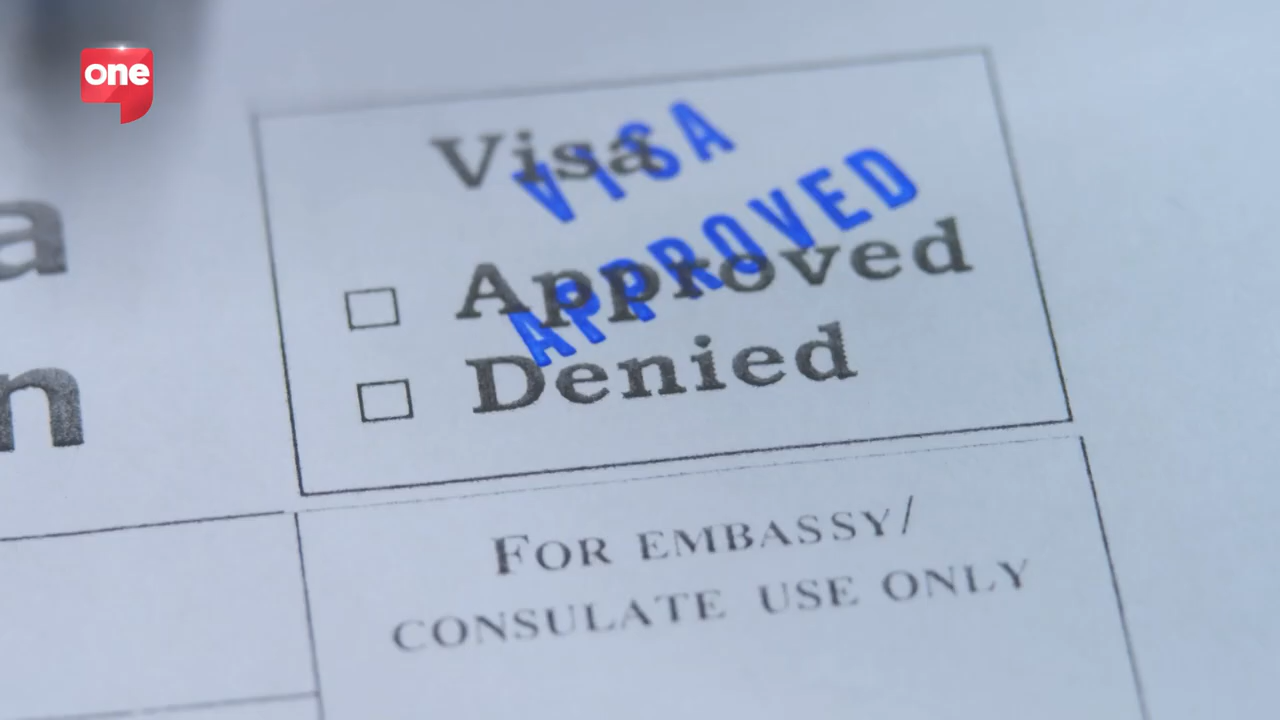 one
a
n
Visa
VISA
APPROVED
Approved
Denied
FOR EMBASSY/
CONSULATE USE ONLY